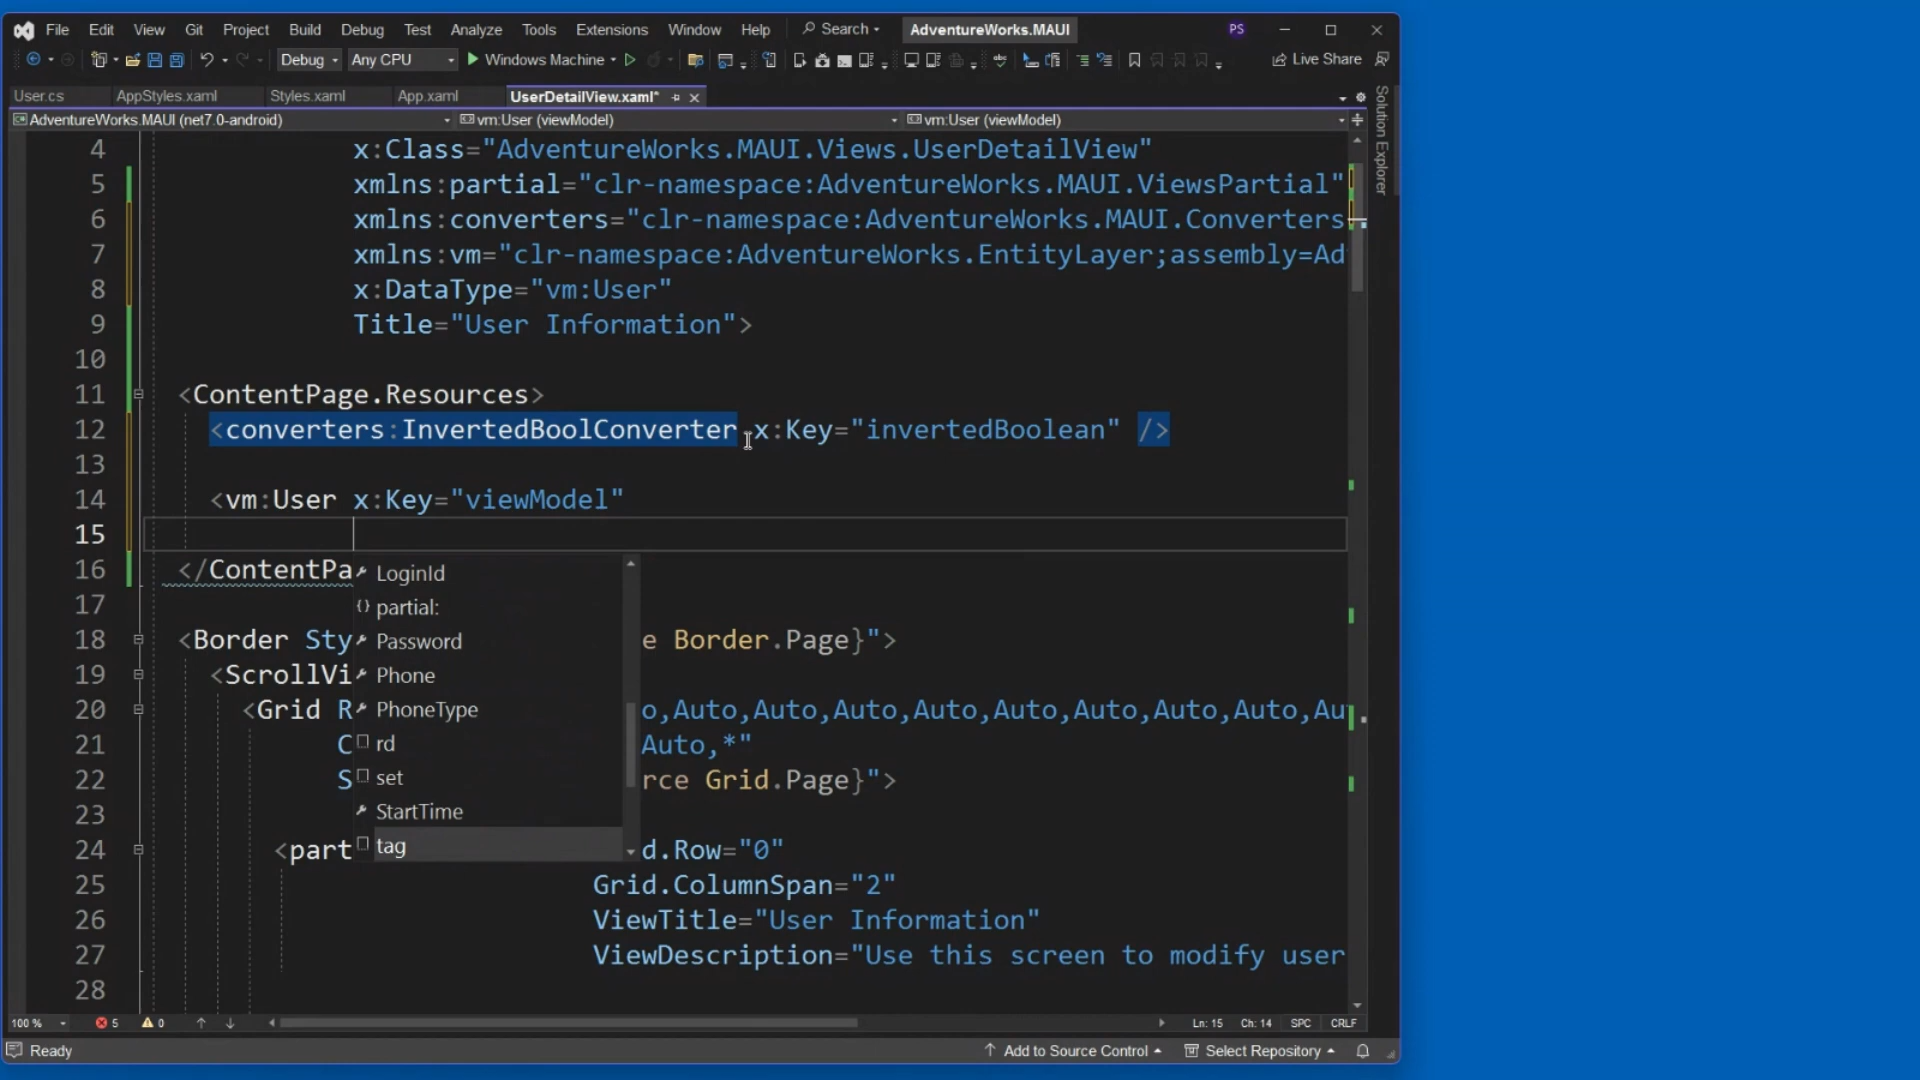 File Edit View Git Project Build Debug Test Analyze Tools Extensions Window Help Search AdventureWorks.MAUI PS
Debug Any CPU Windows Machine Live Share
User.cs AppStyles.xaml Styles.xaml App.xaml UserDetailView.xaml*
AdventureWorks.MAUI (net7.0-android) vm:User (viewModel) vm:User (viewModel)
Solution Explorer
4 x:Class="AdventureWorks.MAUI.Views.UserDetailView"
5 xmlns:partial="clr-namespace:AdventureWorks.MAUI.ViewsPartial"
6 xmlns:converters="clr-namespace:AdventureWorks.MAUI.Converters
7 xmlns:vm="clr-namespace:AdventureWorks.EntityLayer;assembly=Ad
8 x:DataType="vm:User"
9 Title="User Information">
10
11 <ContentPage.Resources>
12 <converters:InvertedBoolConverter x:Key="invertedBoolean" />
13
14 <vm:User x:Key="viewModel"
15
16 </ContentPa
17
18 <Border Sty e Border.Page}">
19 <ScrollVi
20 <Grid R o,Auto,Auto,Auto,Auto,Auto,Auto,Auto,Auto,Au
21 C Auto,*"
22 S rce Grid.Page}">
23
24 <part d.Row="0"
25 Grid.ColumnSpan="2"
26 ViewTitle="User Information"
27 ViewDescription="Use this screen to modify user
28
LoginId
{} partial:
Password
Phone
PhoneType
rd
set
StartTime
tag
100 % 5 0 Ln: 15 Ch: 14 SPC CRLF
Ready Add to Source Control Select Repository